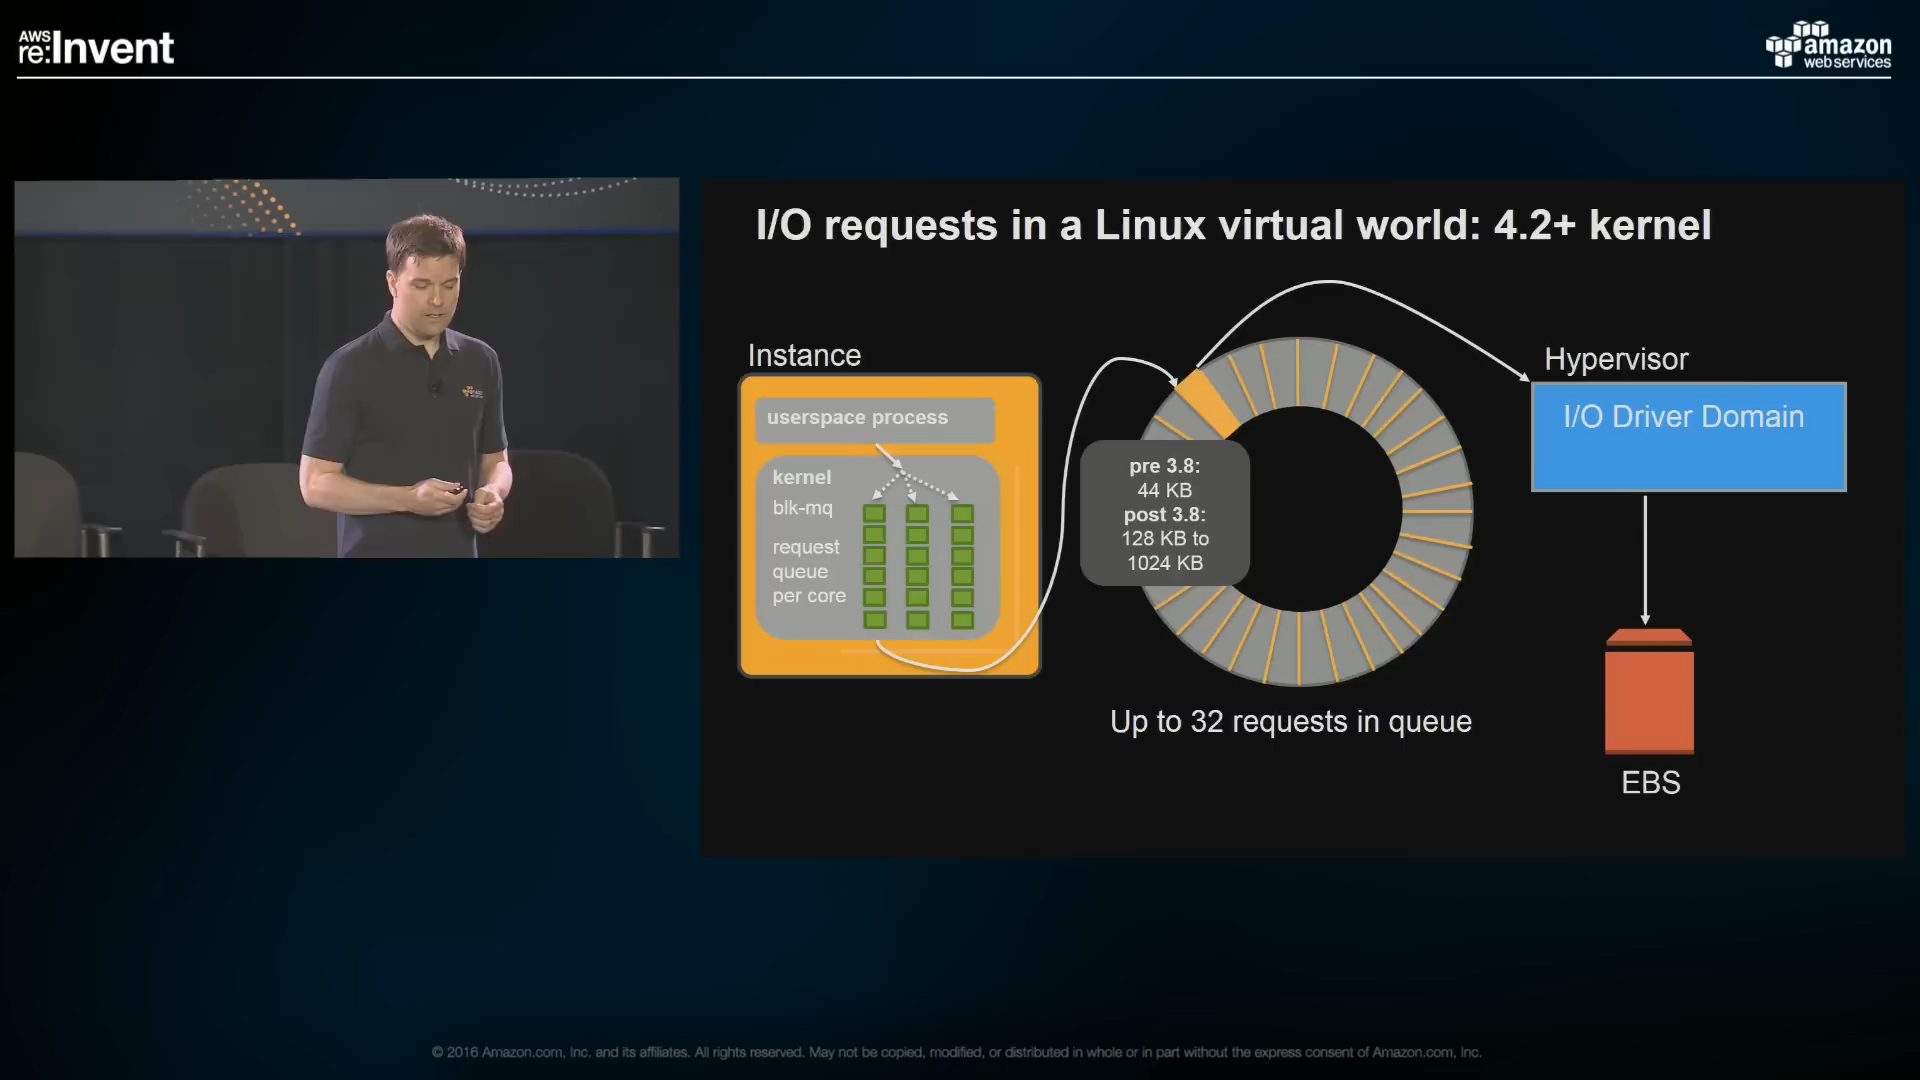 AWS
re:Invent
amazon
web services
I/O requests in a Linux virtual world: 4.2+ kernel
Instance
userspace process
kernel
blk-mq
request
queue
per core
pre 3.8:
44 KB
post 3.8:
128 KB to
1024 KB
Up to 32 requests in queue
Hypervisor
I/O Driver Domain
EBS
© 2016 Amazon.com, Inc. and its affiliates. All rights reserved. May not be copied, modified, or distributed in whole or in part without the express consent of Amazon.com, Inc.